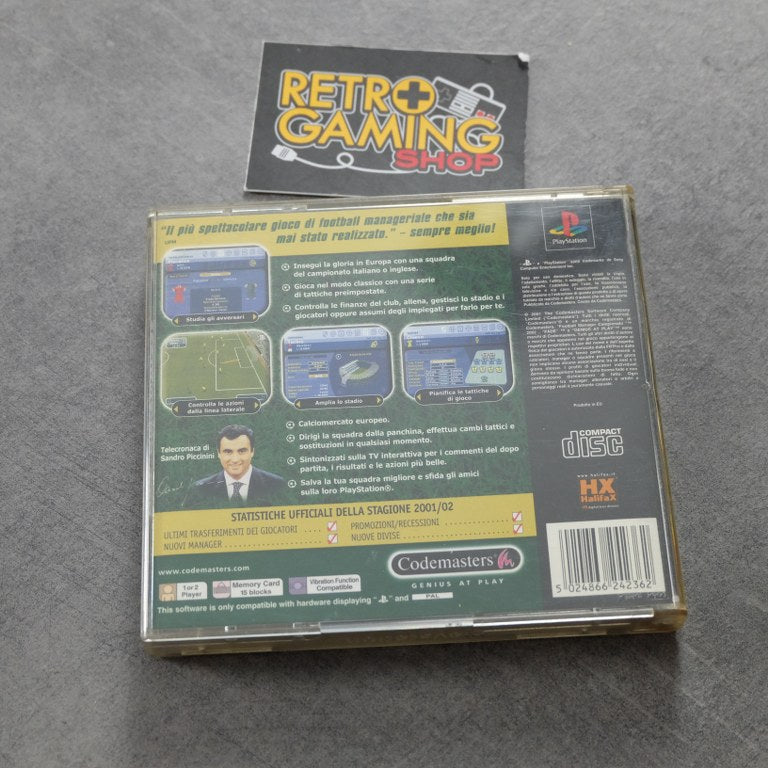 RETRO
GAMING
SHOP
"Il più spettacolare gioco di football manageriale che sia
mai stato realizzato." – sempre meglio!
Insegui la gloria in Europa con una squadra
del campionato italiano o inglese.
Gioca nel modo classico con una serie
di tattiche preimpostate.
Controlla le finanze del club, allena, gestisci lo stadio e i
giocatori oppure assumi degli impiegati per farlo per te.
Studia gli avversari
Controlla le azioni
dalla linea laterale
Amplia lo stadio
Pianifica le tattiche
di gioco
Calciomercato europeo.
Dirigi la squadra dalla panchina, effettua cambi tattici e
sostituzioni in qualsiasi momento.
Sintonizzati sulla TV interattiva per i commenti del dopo
partita, i risultati e le azioni più belle.
Salva la tua squadra migliore e sfida gli amici
sulla loro PlayStation®.
Telecronaca di
Sandro Piccinini
STATISTICHE UFFICIALI DELLA STAGIONE 2001/02
ULTIMI TRASFERIMENTI DEI GIOCATORI ....
NUOVI MANAGER
PROMOZIONI/RECESSIONI
NUOVE DIVISE
www.codemasters.com
Codemasters
GENIUS AT PLAY
1 or 2
Player
Memory Card
15 blocks
Vibration Function
Compatible
This software is only compatible with hardware displaying " " and PAL
PlayStation
Prodotto in EU
COMPACT
disc
www.halifax.it
HX
Halifax
5 024866 242362